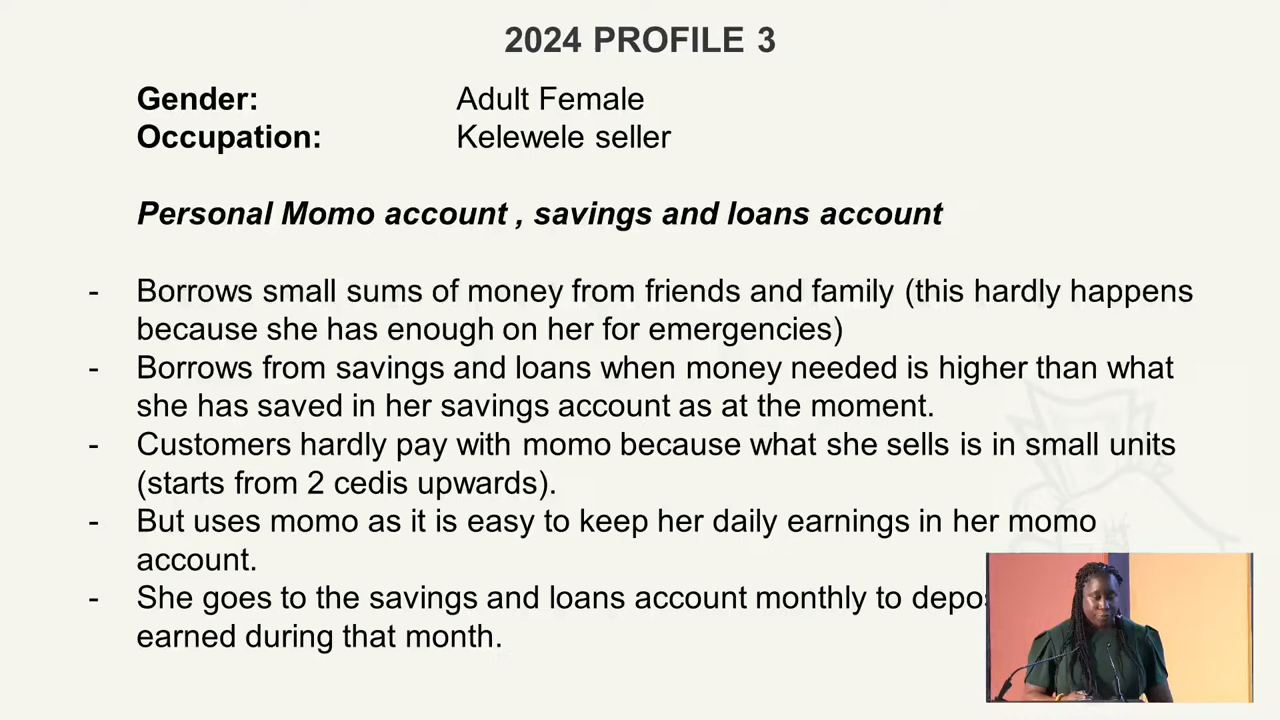 2024 PROFILE 3
Gender: Adult Female
Occupation: Kelewele seller
Personal Momo account , savings and loans account
- Borrows small sums of money from friends and family (this hardly happens
because she has enough on her for emergencies)
- Borrows from savings and loans when money needed is higher than what
she has saved in her savings account as at the moment.
- Customers hardly pay with momo because what she sells is in small units
(starts from 2 cedis upwards).
- But uses momo as it is easy to keep her daily earnings in her momo
account.
- She goes to the savings and loans account monthly to
earned during that month.